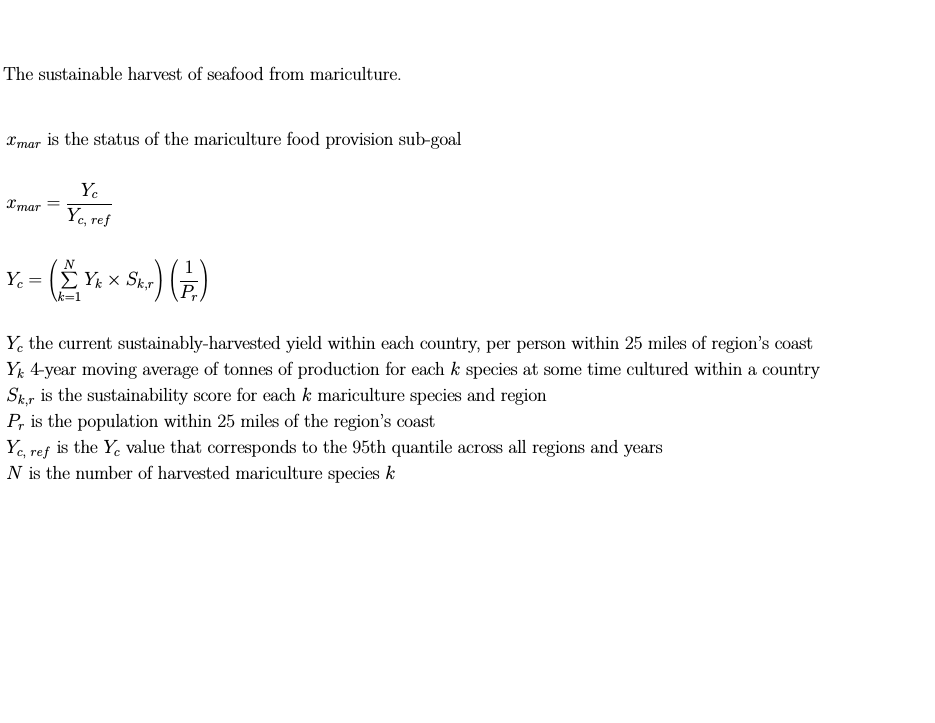 The sustainable harvest of seafood from mariculture.
x_{mar} is the status of the mariculture food provision sub-goal
x_{mar} = \frac{Y_c}{Y_{c, ref}}
Y_c = \left( \sum_{k=1}^{N} Y_k \times S_{k,r} \right) \left( \frac{1}{P_r} \right)
Y_c the current sustainably-harvested yield within each country, per person within 25 miles of region's coast
Y_k 4-year moving average of tonnes of production for each k species at some time cultured within a country
S_{k,r} is the sustainability score for each k mariculture species and region
P_r is the population within 25 miles of the region's coast
Y_{c, ref} is the Y_c value that corresponds to the 95th quantile across all regions and years
N is the number of harvested mariculture species k